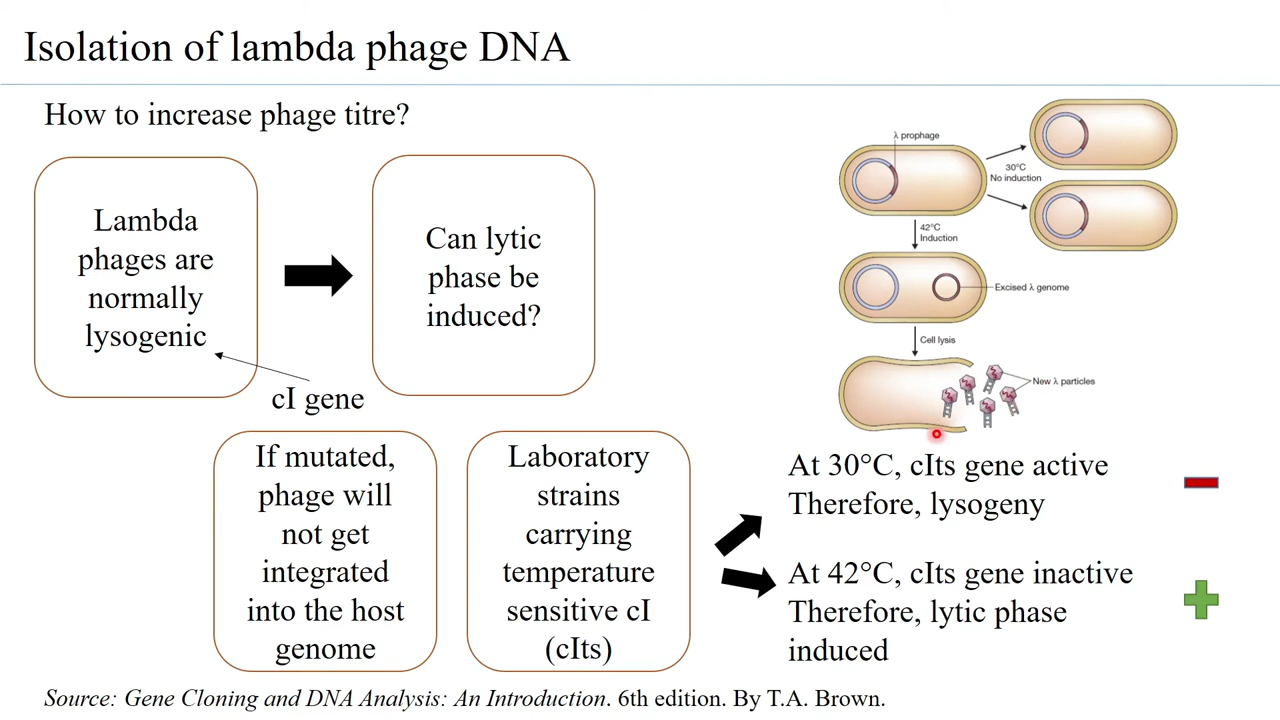 Isolation of lambda phage DNA
How to increase phage titre?
Lambda
phages are
normally
lysogenic
Can lytic
phase be
induced?
cI gene
λ prophage
30°C
No induction
42°C
Induction
Excised λ genome
Cell lysis
New λ particles
If mutated,
phage will
not get
integrated
into the host
genome
Laboratory
strains
carrying
temperature
sensitive cI
(cIts)
At 30°C, cIts gene active
Therefore, lysogeny
At 42°C, cIts gene inactive
Therefore, lytic phase
induced
Source: Gene Cloning and DNA Analysis: An Introduction. 6th edition. By T.A. Brown.